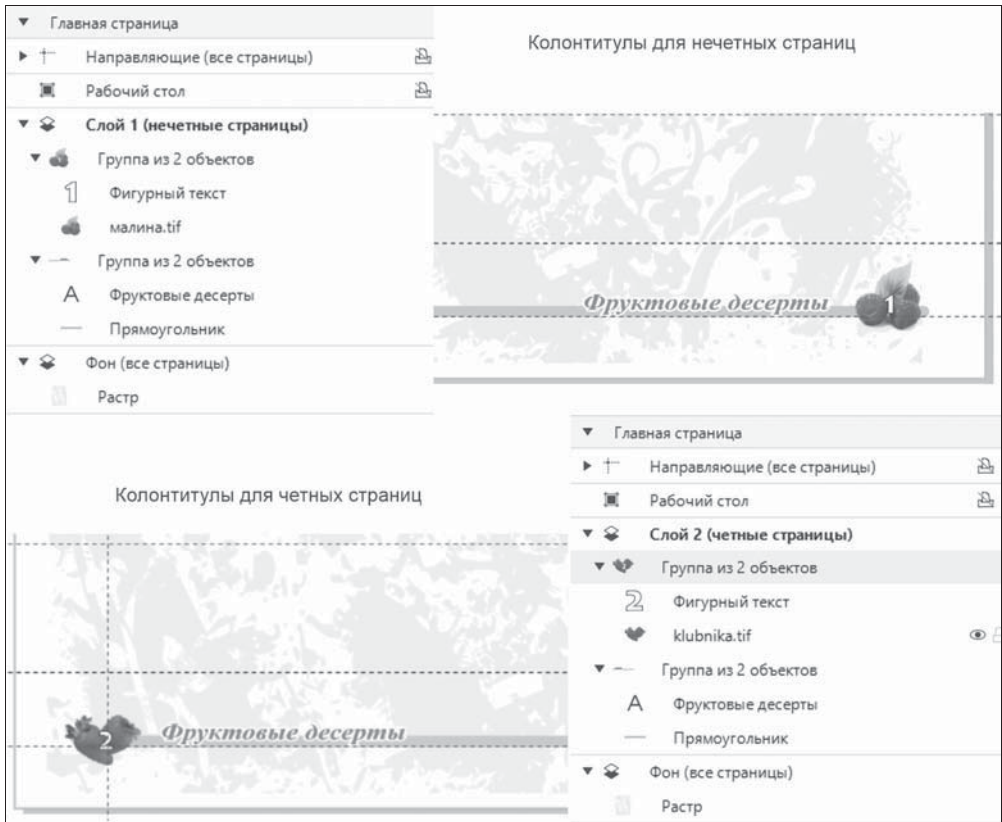 Главная страница
Направляющие (все страницы)
Рабочий стол
Слой 1 (нечетные страницы)
Группа из 2 объектов
1 Фигурный текст
малина.tif
Группа из 2 объектов
A Фруктовые десерты
Прямоугольник
Фон (все страницы)
Растр
Колонтитулы для нечетных страниц
Фруктовые десерты 1
Колонтитулы для четных страниц
2 Фруктовые десерты
Главная страница
Направляющие (все страницы)
Рабочий стол
Слой 2 (четные страницы)
Группа из 2 объектов
2 Фигурный текст
klubnika.tif
Группа из 2 объектов
A Фруктовые десерты
Прямоугольник
Фон (все страницы)
Растр